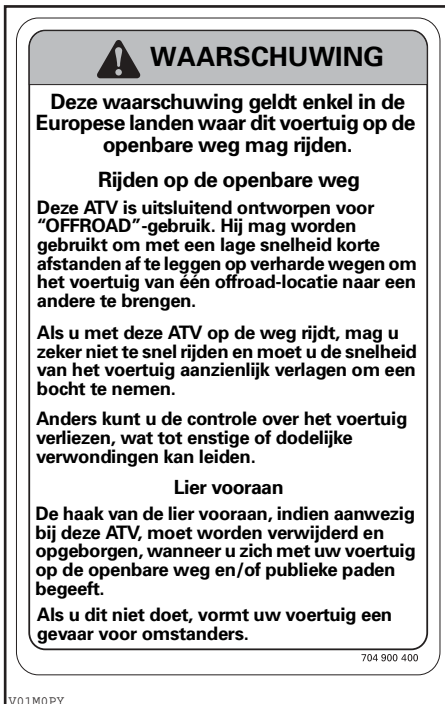 WAARSCHUWING
Deze waarschuwing geldt enkel in de
Europese landen waar dit voertuig op de
openbare weg mag rijden.
Rijden op de openbare weg
Deze ATV is uitsluitend ontworpen voor
“OFFROAD”-gebruik. Hij mag worden
gebruikt om met een lage snelheid korte
afstanden af te leggen op verharde wegen om
het voertuig van één offroad-locatie naar een
andere te brengen.
Als u met deze ATV op de weg rijdt, mag u
zeker niet te snel rijden en moet u de snelheid
van het voertuig aanzienlijk verlagen om een
bocht te nemen.
Anders kunt u de controle over het voertuig
verliezen, wat tot enstige of dodelijke
verwondingen kan leiden.
Lier vooraan
De haak van de lier vooraan, indien aanwezig
bij deze ATV, moet worden verwijderd en
opgeborgen, wanneer u zich met uw voertuig
op de openbare weg en/of publieke paden
begeeft.
Als u dit niet doet, vormt uw voertuig een
gevaar voor omstanders.
704 900 400
V01M0PY